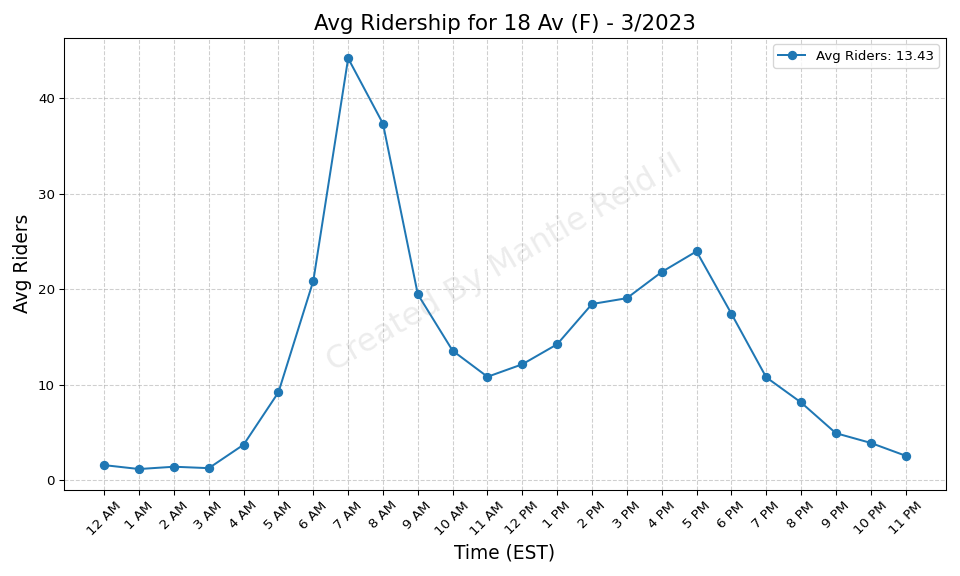 Avg Ridership for 18 Av (F) - 3/2023
Avg Riders: 13.43
Avg Riders
40
30
20
10
0
Created By Mantie Reid II
12 AM
1 AM
2 AM
3 AM
4 AM
5 AM
6 AM
7 AM
8 AM
9 AM
10 AM
11 AM
12 PM
1 PM
2 PM
3 PM
4 PM
5 PM
6 PM
7 PM
8 PM
9 PM
10 PM
11 PM
Time (EST)